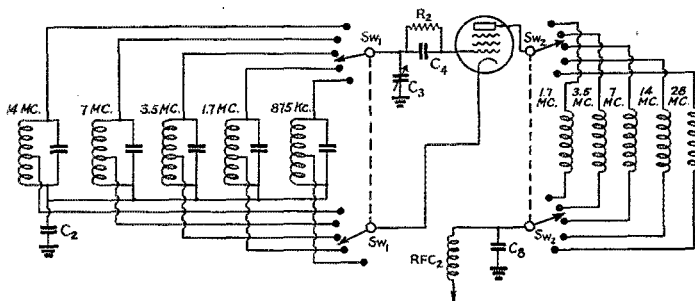 R2
Sw1
C4
Sw2
C3
14 MC.
7 MC.
3.5 MC.
1.7 MC.
875 KC.
1.7 MC.
3.5 MC.
7 MC.
14 MC.
28 MC.
C2
Sw1
RFC2
C8
Sw2